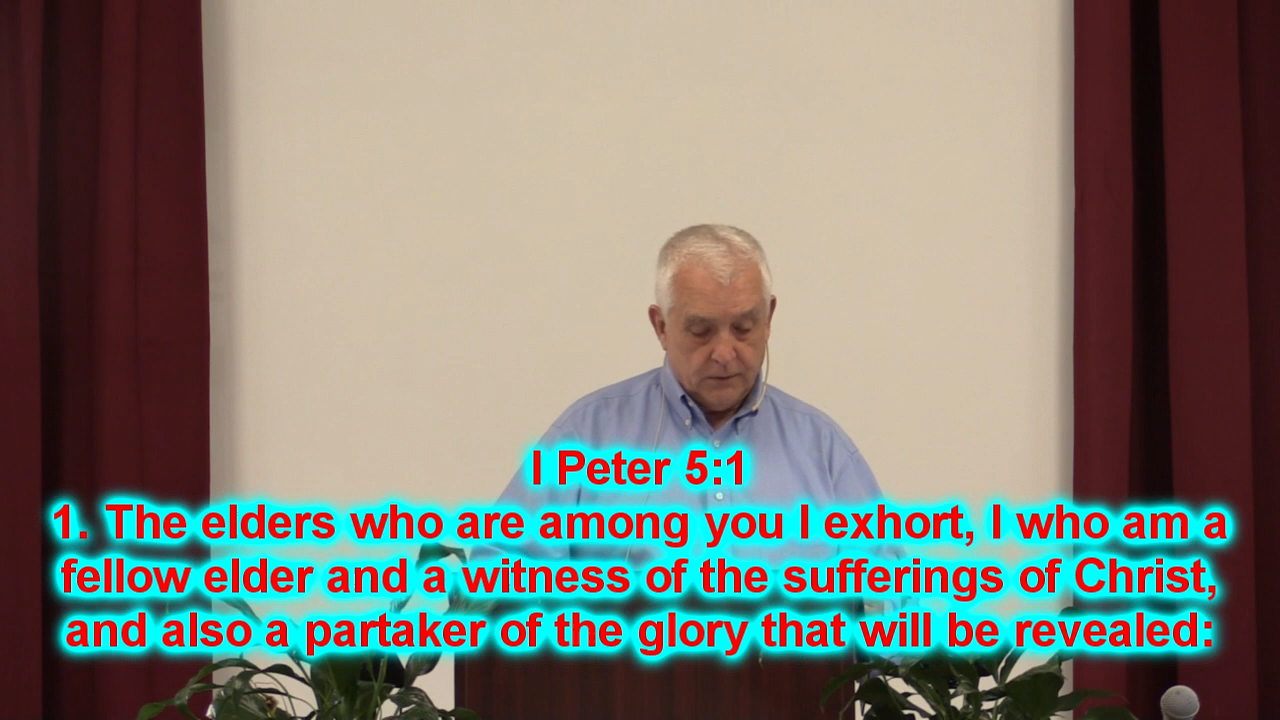 I Peter 5:1
1. The elders who are among you I exhort, I who am a
fellow elder and a witness of the sufferings of Christ,
and also a partaker of the glory that will be revealed: